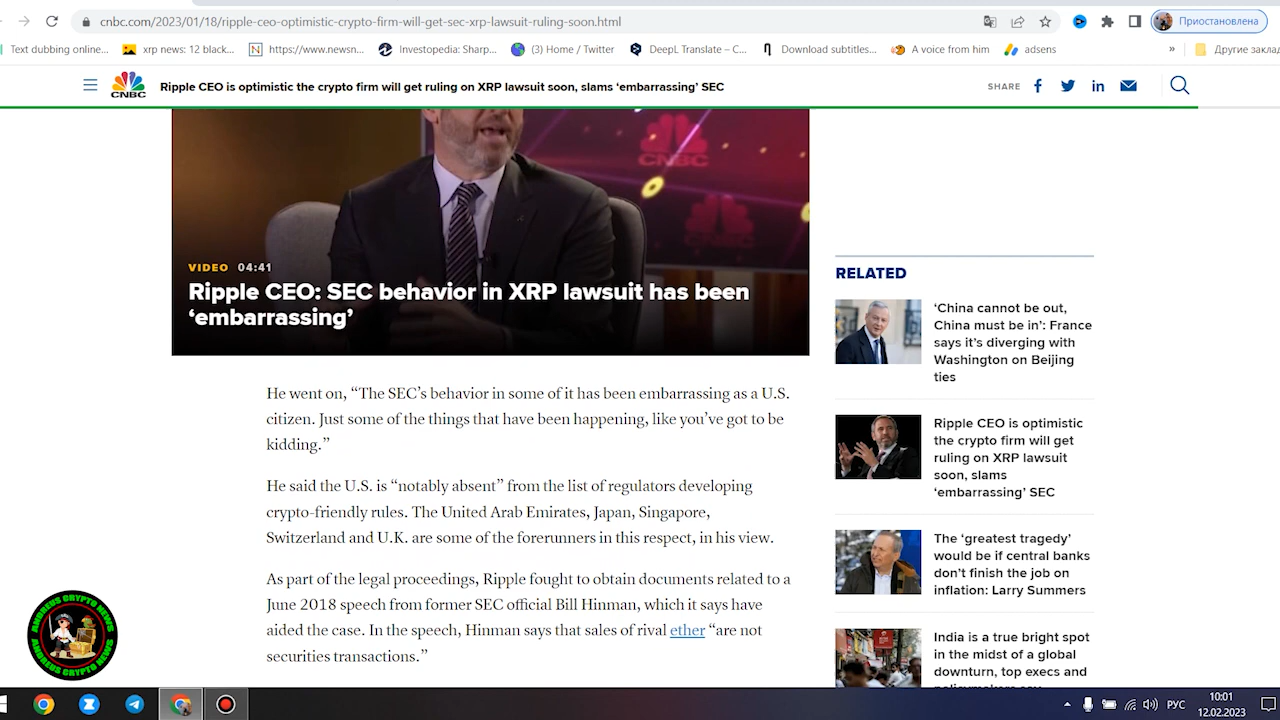 cnbc.com/2023/01/18/ripple-ceo-optimistic-crypto-firm-will-get-sec-xrp-lawsuit-ruling-soon.html
Приостановлена
Text dubbing online...
xrp news: 12 black...
https://www.newsn...
Investopedia: Sharp...
(3) Home / Twitter
DeepL Translate – C...
Download subtitles...
A voice from him
adsens
»
Другие закла
CNBC
Ripple CEO is optimistic the crypto firm will get ruling on XRP lawsuit soon, slams ‘embarrassing’ SEC
SHARE
CNBC
VIDEO 04:41
Ripple CEO: SEC behavior in XRP lawsuit has been
‘embarrassing’
He went on, “The SEC’s behavior in some of it has been embarrassing as a U.S.
citizen. Just some of the things that have been happening, like you’ve got to be
kidding.”
He said the U.S. is “notably absent” from the list of regulators developing
crypto-friendly rules. The United Arab Emirates, Japan, Singapore,
Switzerland and U.K. are some of the forerunners in this respect, in his view.
As part of the legal proceedings, Ripple fought to obtain documents related to a
June 2018 speech from former SEC official Bill Hinman, which it says have
aided the case. In the speech, Hinman says that sales of rival ether “are not
securities transactions.”
RELATED
‘China cannot be out,
China must be in’: France
says it’s diverging with
Washington on Beijing
ties
Ripple CEO is optimistic
the crypto firm will get
ruling on XRP lawsuit
soon, slams
‘embarrassing’ SEC
The ‘greatest tragedy’
would be if central banks
don’t finish the job on
inflation: Larry Summers
India is a true bright spot
in the midst of a global
downturn, top execs and
ANDREUS CRYPTO NEWS
ANDREUS CRYPTO NEWS
РУС
10:01
12.02.2023